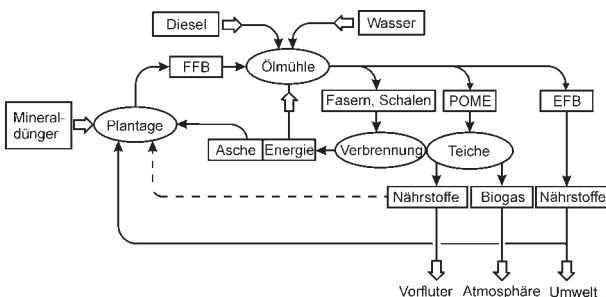 Diesel
Wasser
FFB
Ölmühle
Fasern, Schalen
POME
EFB
Mineral-
dünger
Plantage
Asche
Energie
Verbrennung
Teiche
Nährstoffe
Biogas
Nährstoffe
Vorfluter
Atmosphäre
Umwelt